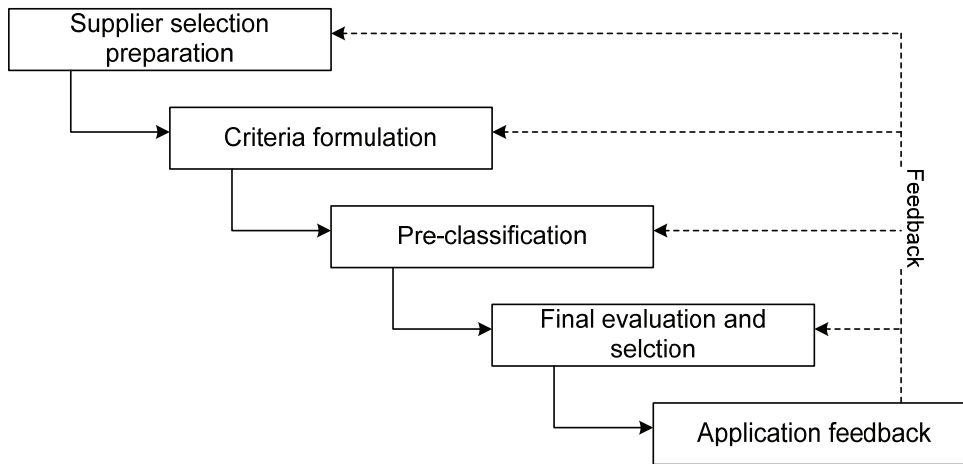 Supplier selection
preparation
Criteria formulation
Feedback
Pre-classification
Final evaluation and
selction
Application feedback